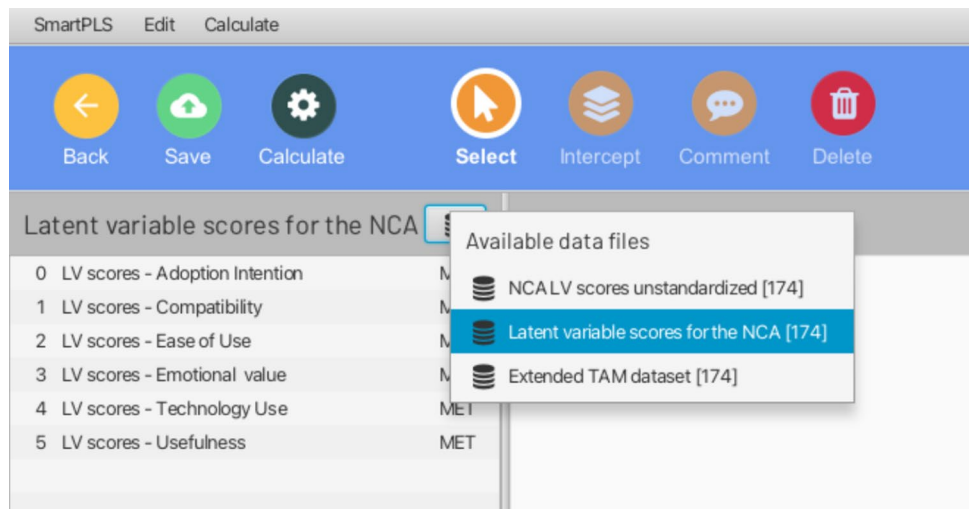 SmartPLS Edit Calculate
Back Save Calculate Select Intercept Comment Delete
Latent variable scores for the NCA
0 LV scores - Adoption Intention
1 LV scores - Compatibility
2 LV scores - Ease of Use
3 LV scores - Emotional value
4 LV scores - Technology Use MET
5 LV scores - Usefulness MET
Available data files
NCA LV scores unstandardized [174]
Latent variable scores for the NCA [174]
Extended TAM dataset [174]